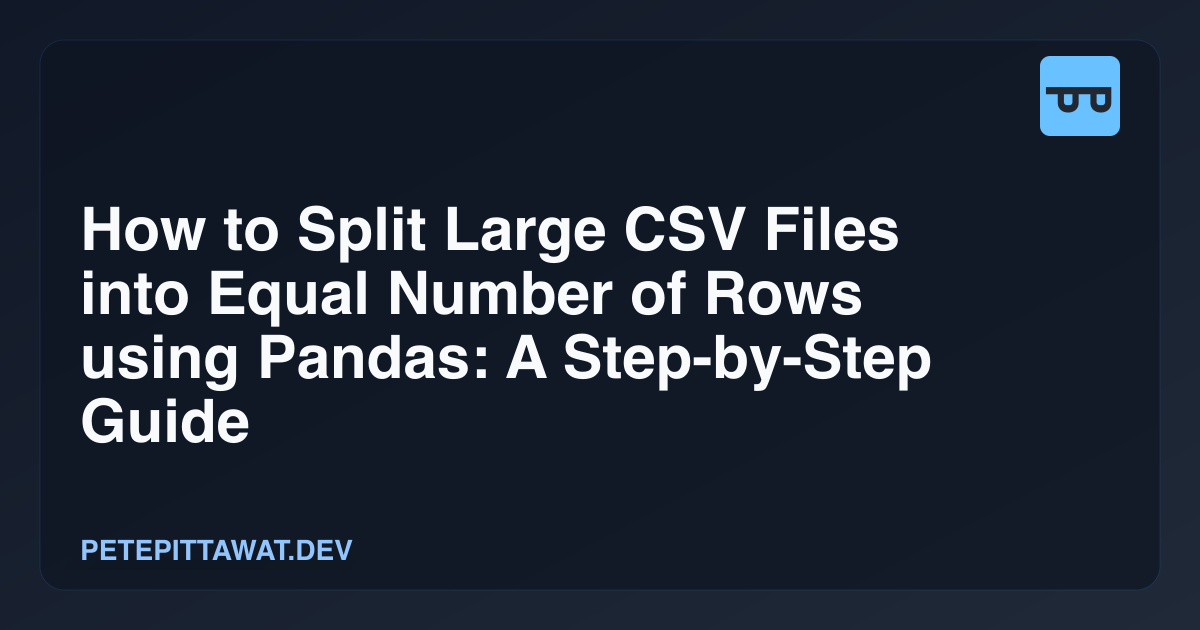 How to Split Large CSV Files
into Equal Number of Rows
using Pandas: A Step-by-Step
Guide
PETEPITTAWAT.DEV